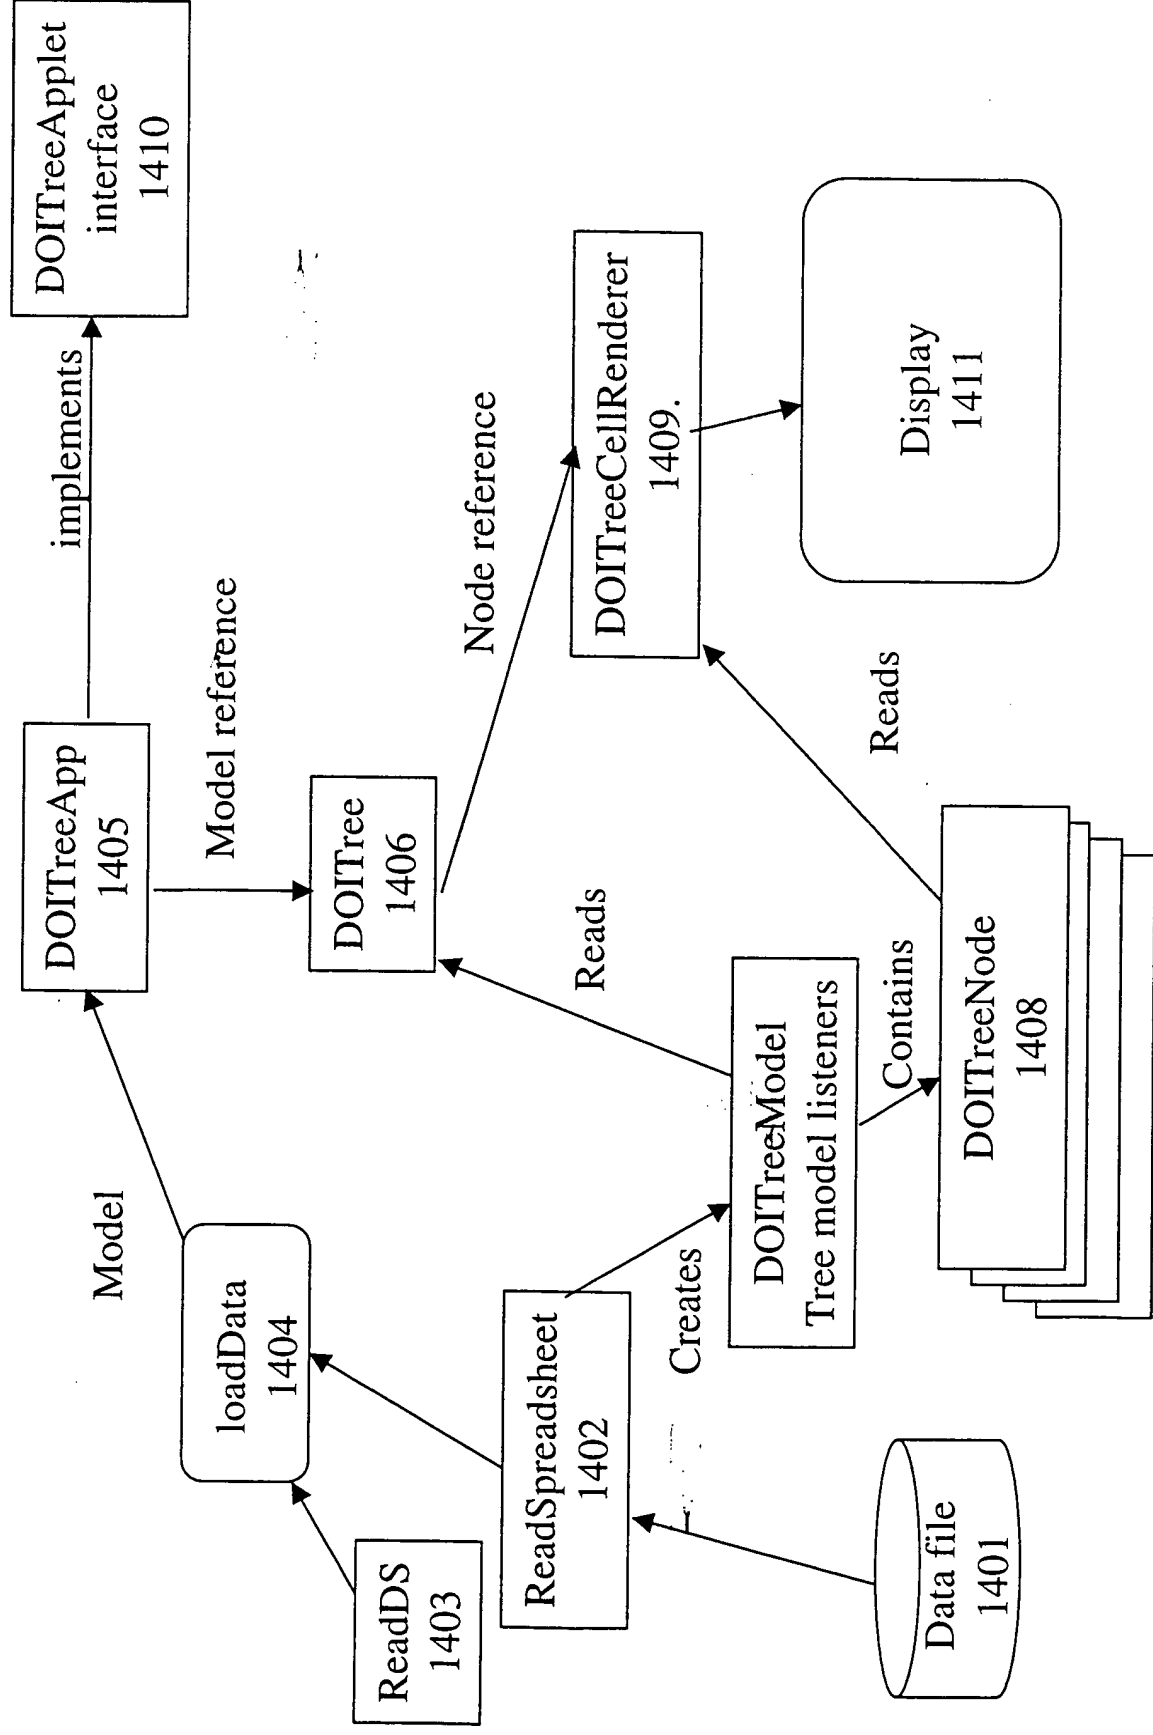 DOITreeApplet
interface
1410
implements
DOITreeApp
1405
Model reference
Model
loadData
1404
ReadDS
1403
DOITree
1406
Node reference
DOITreeCellRenderer
1409.
Display
1411
Reads
Reads
ReadSpreadsheet
1402
Creates
DOITreeModel
Tree model listeners
Contains
DOITreeNode
1408
Data file
1401